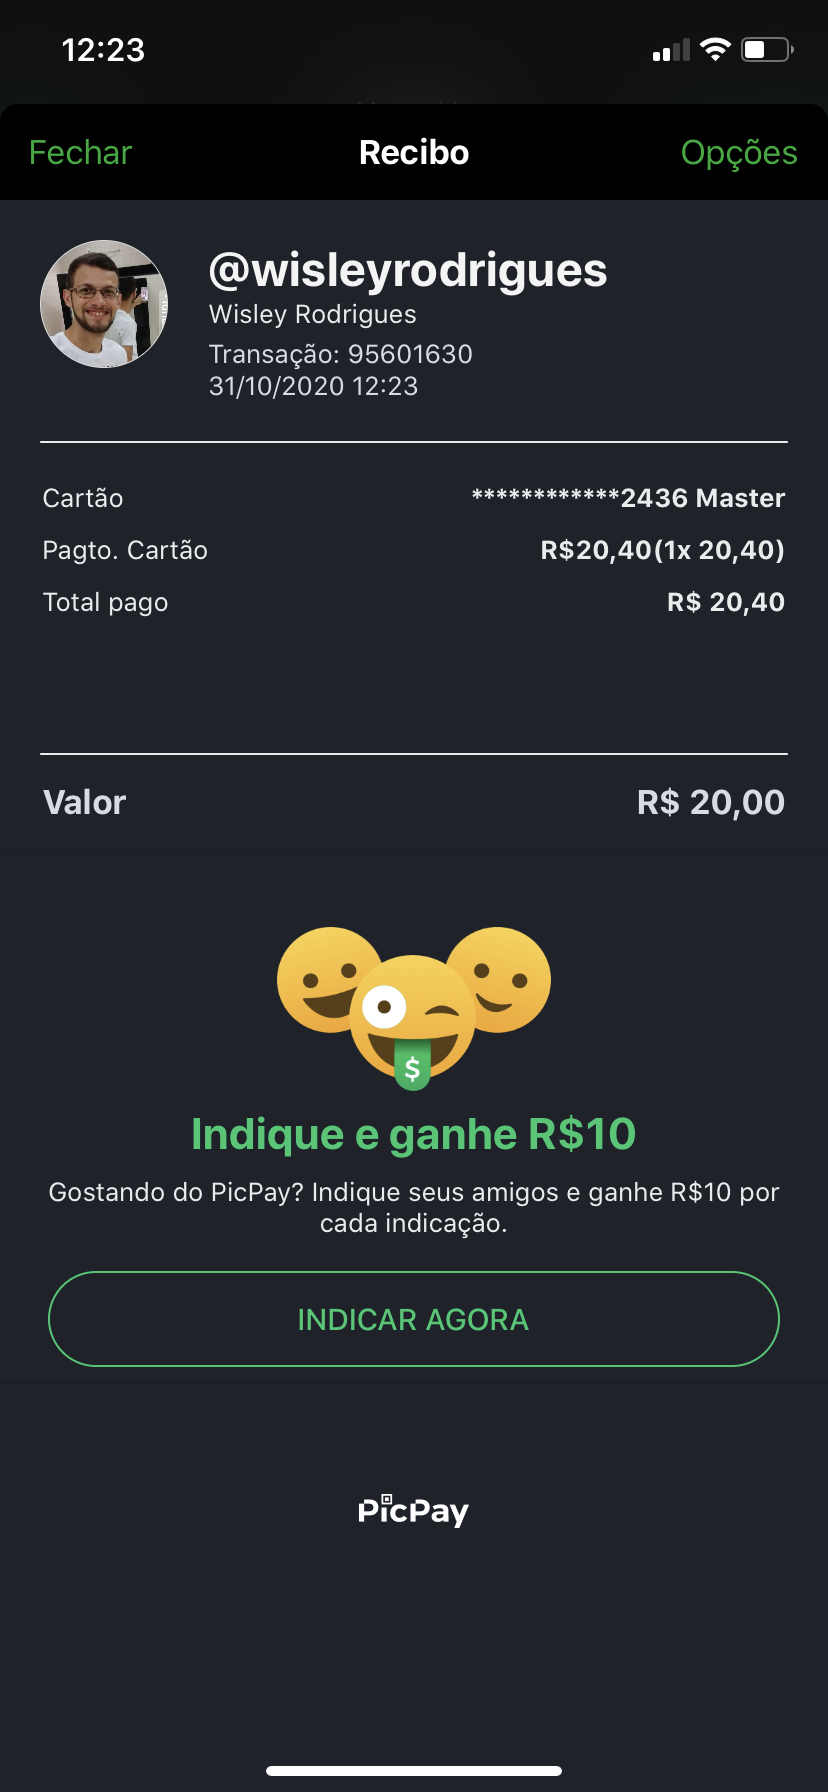 12:23
Fechar Recibo Opções
@wisleyrodrigues
Wisley Rodrigues
Transação: 95601630
31/10/2020 12:23
Cartão ************2436 Master
Pagto. Cartão R$20,40(1x 20,40)
Total pago R$ 20,40
Valor R$ 20,00
$
Indique e ganhe R$10
Gostando do PicPay? Indique seus amigos e ganhe R$10 por
cada indicação.
INDICAR AGORA
PicPay